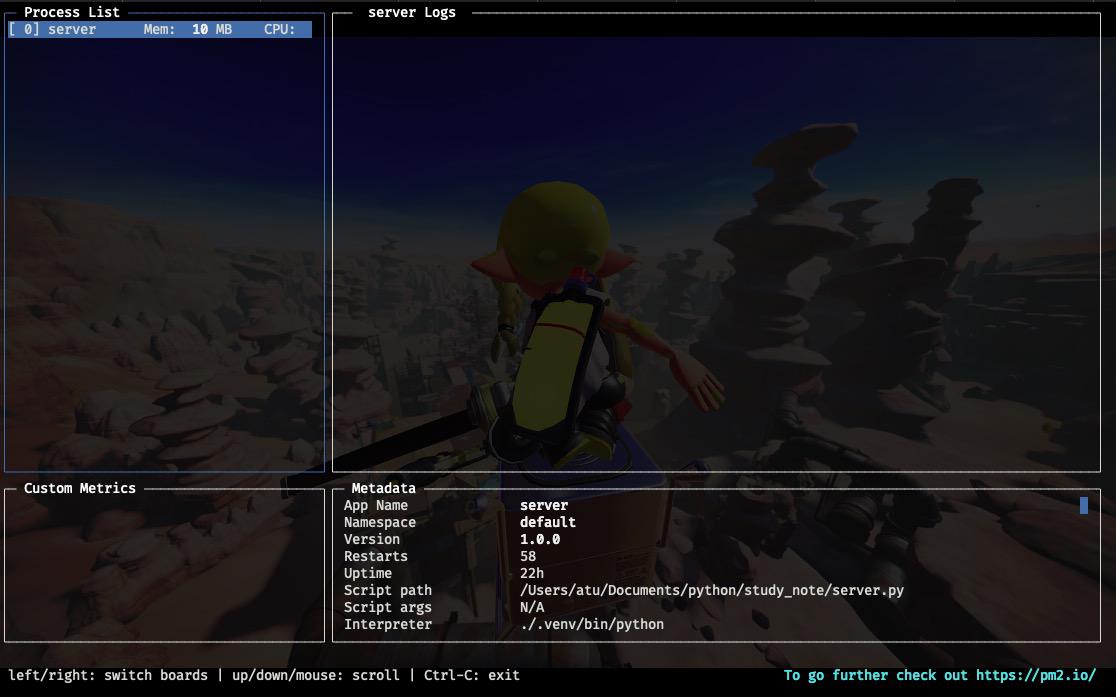 Process List
[ 0] server Mem: 10 MB CPU:
server Logs
Custom Metrics
Metadata
App Name server
Namespace default
Version 1.0.0
Restarts 58
Uptime 22h
Script path /Users/atu/Documents/python/study_note/server.py
Script args N/A
Interpreter ./.venv/bin/python
left/right: switch boards | up/down/mouse: scroll | Ctrl-C: exit
To go further check out https://pm2.io/